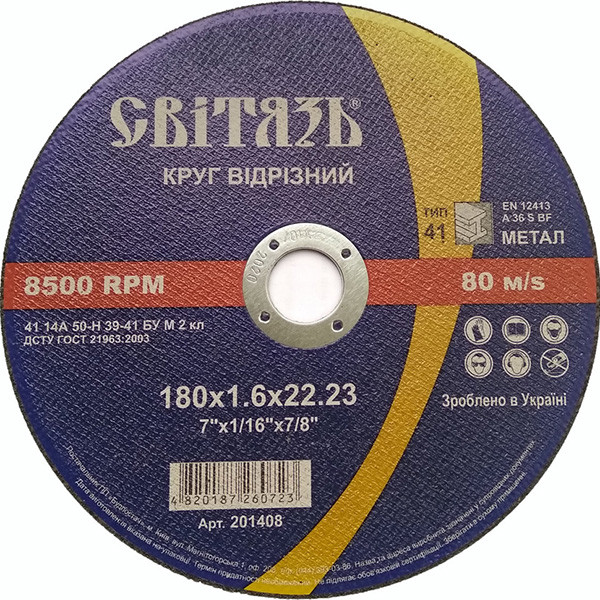 СВІТЯЗЬ®
КРУГ ВІДРІЗНИЙ
ТИП
41
EN 12413
A 36 S BF
МЕТАЛ
8500 RPM
80 м/s
41 14А 50-Н 39-41 БУ М 2 кл
ДСТУ ГОСТ 21963:2003
2020
180x1.6x22.23
7"x1/16"x7/8"
Зроблено в Україні
4 820187 260723
Арт. 201408